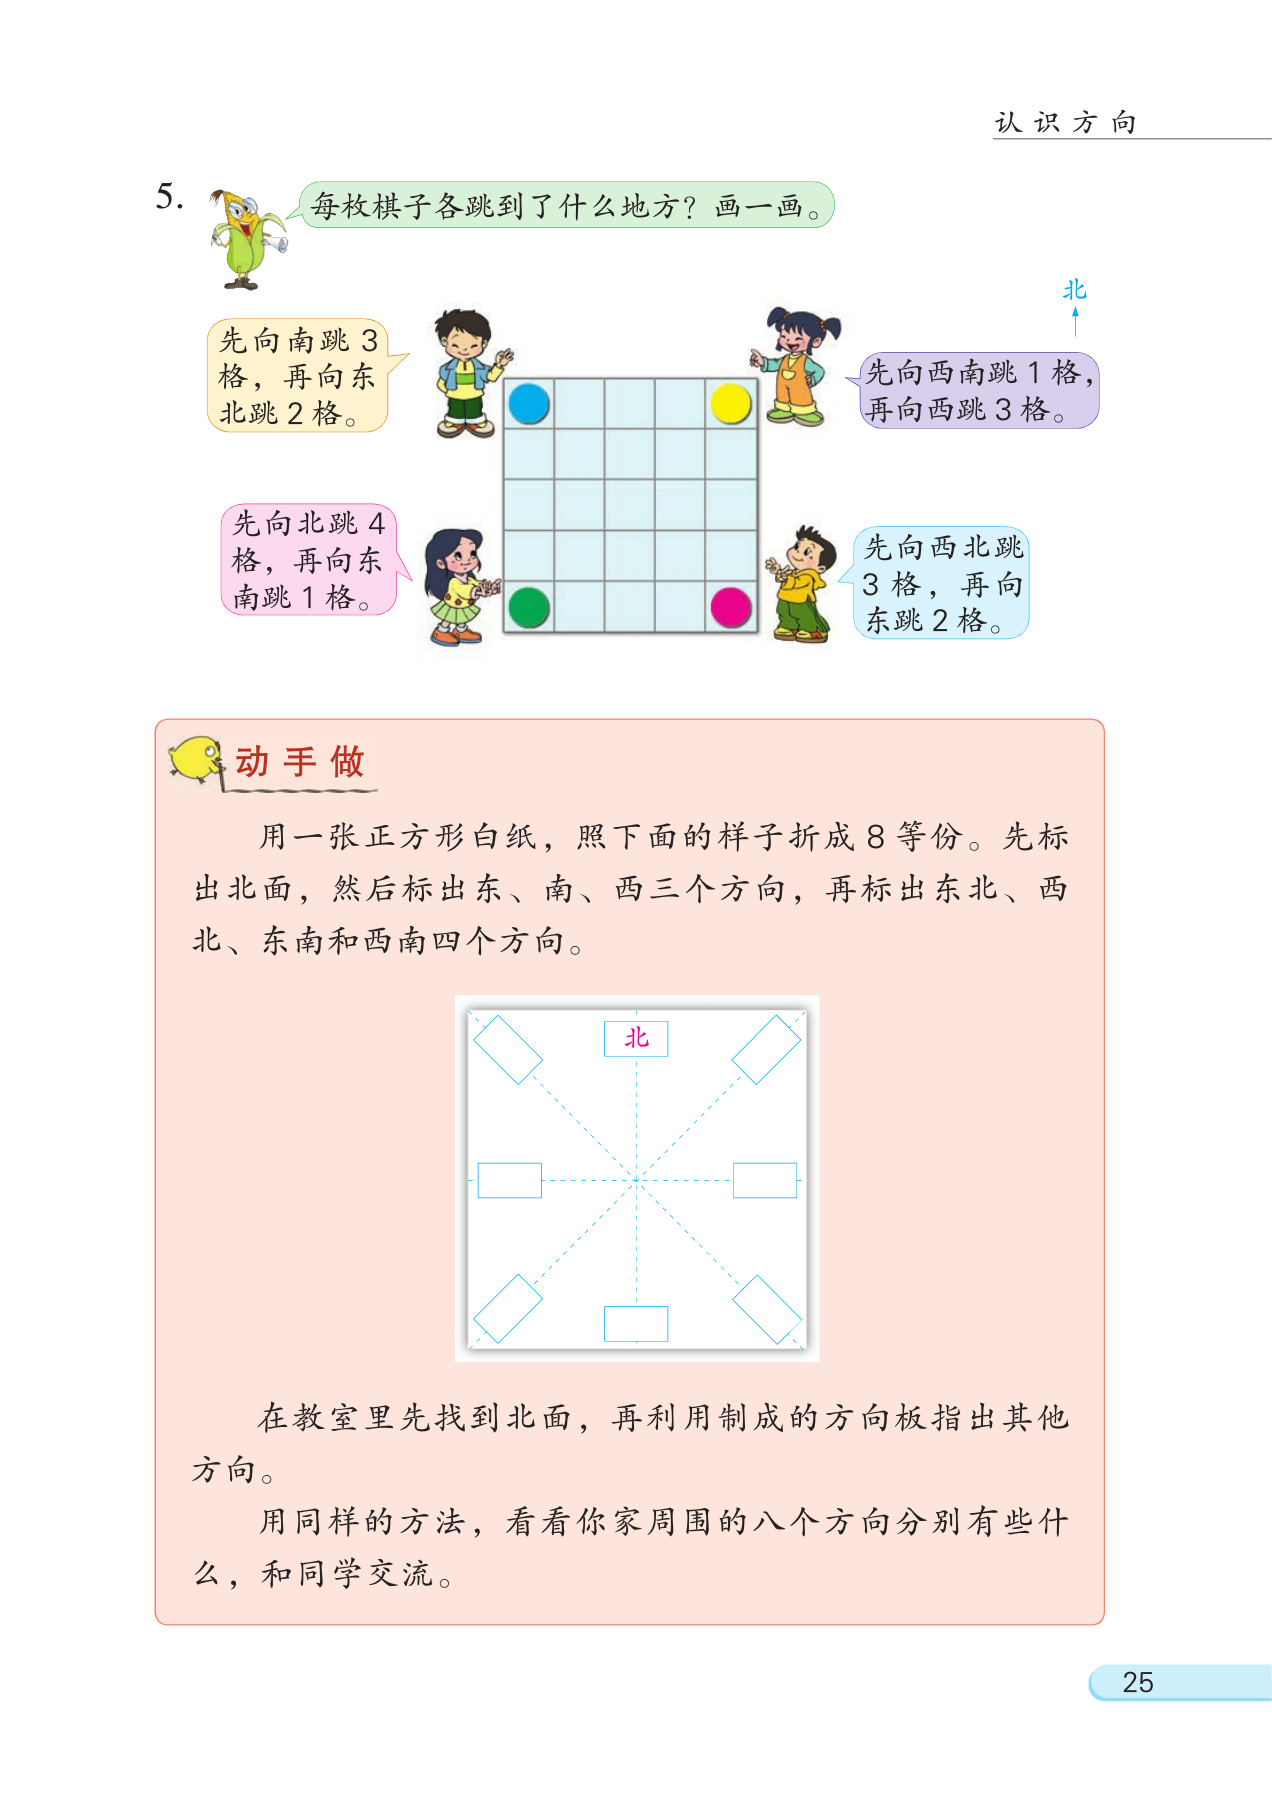 认识方向
5.
每枚棋子各跳到了什么地方？画一画。
北
先向南跳 3
格，再向东
北跳 2 格。
先向西南跳 1 格，
再向西跳 3 格。
先向北跳 4
格，再向东
南跳 1 格。
先向西北跳
3 格，再向
东跳 2 格。
动手做
用一张正方形白纸，照下面的样子折成 8 等份。先标
出北面，然后标出东、南、西三个方向，再标出东北、西
北、东南和西南四个方向。
北
在教室里先找到北面，再利用制成的方向板指出其他
方向。
用同样的方法，看看你家周围的八个方向分别有些什
么，和同学交流。
25